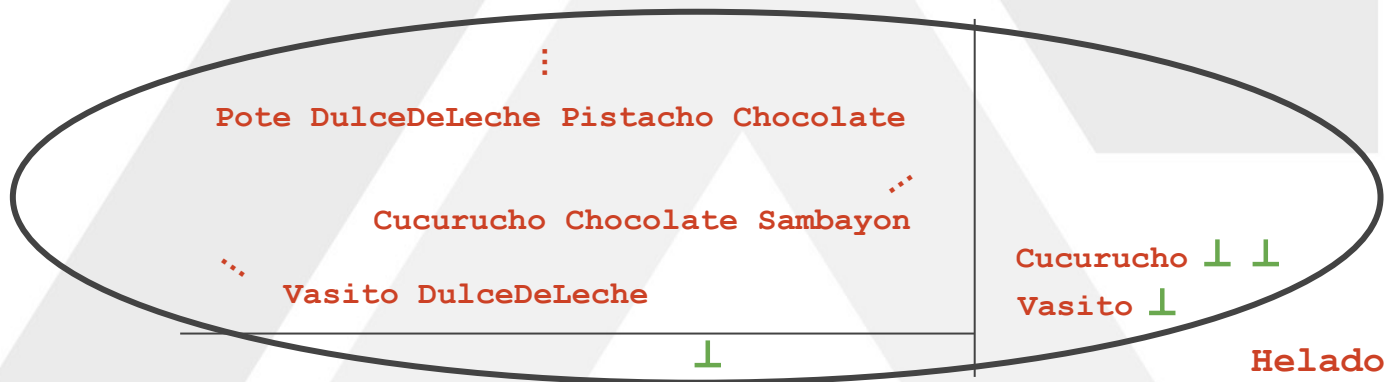 ⋮
Pote DulceDeLeche Pistacho Chocolate
⋰
Cucurucho Chocolate Sambayon
Cucurucho ⊥ ⊥
⋱
Vasito DulceDeLeche
Vasito ⊥
⊥
Helado